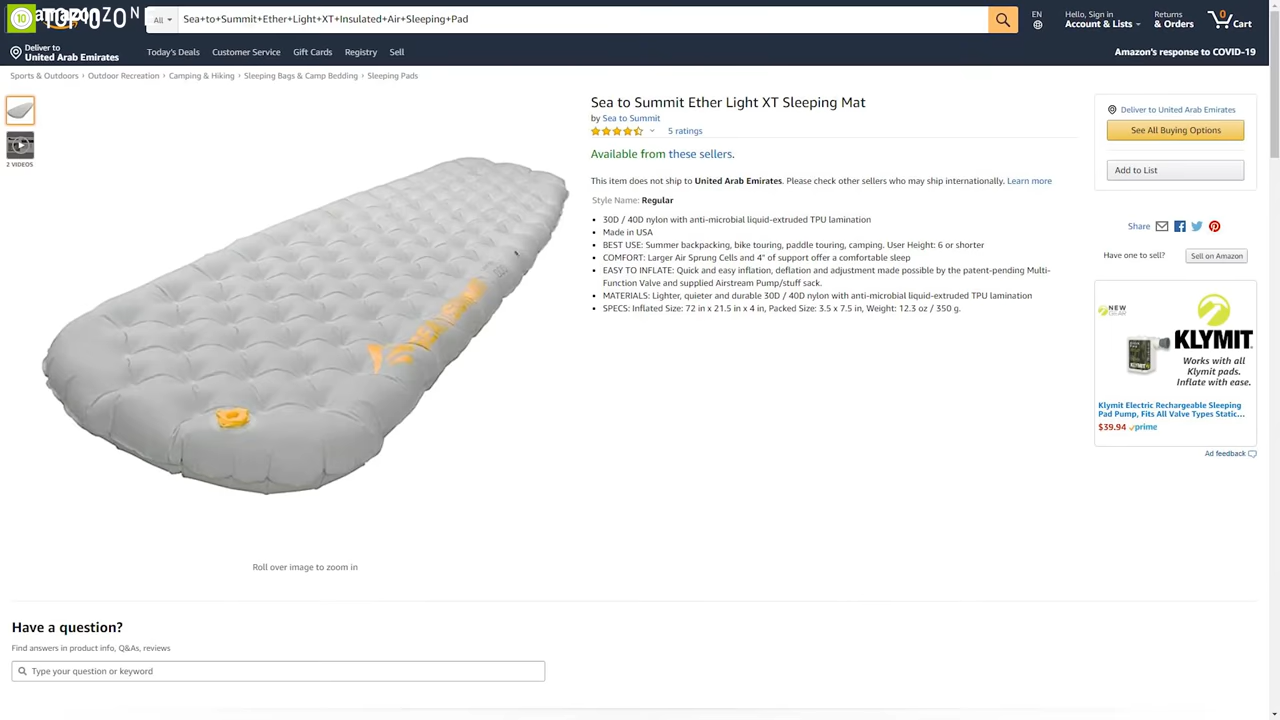 10
TOP10ZONE
amazon
All
Sea+to+Summit+Ether+Light+XT+Insulated+Air+Sleeping+Pad
EN
Hello, Sign in
Account & Lists
Returns
& Orders
0
Cart
Deliver to
United Arab Emirates
Today's Deals
Customer Service
Gift Cards
Registry
Sell
Amazon's response to COVID-19
Sports & Outdoors › Outdoor Recreation › Camping & Hiking › Sleeping Bags & Camp Bedding › Sleeping Pads
2 VIDEOS
Roll over image to zoom in
Sea to Summit Ether Light XT Sleeping Mat
by Sea to Summit
5 ratings
Available from these sellers.
This item does not ship to United Arab Emirates. Please check other sellers who may ship internationally. Learn more
Style Name: Regular
• 30D / 40D nylon with anti-microbial liquid-extruded TPU lamination
• Made in USA
• BEST USE: Summer backpacking, bike touring, paddle touring, camping. User Height: 6 or shorter
• COMFORT: Larger Air Sprung Cells and 4" of support offer a comfortable sleep
• EASY TO INFLATE: Quick and easy inflation, deflation and adjustment made possible by the patent-pending Multi-
Function Valve and supplied Airstream Pump/stuff sack.
• MATERIALS: Lighter, quieter and durable 30D / 40D nylon with anti-microbial liquid-extruded TPU lamination
• SPECS: Inflated Size: 72 in x 21.5 in x 4 in, Packed Size: 3.5 x 7.5 in, Weight: 12.3 oz / 350 g.
Deliver to United Arab Emirates
See All Buying Options
Add to List
Share
Have one to sell?
Sell on Amazon
NEW
KLYMIT
Works with all
Klymit pads.
Inflate with ease.
Klymit Electric Rechargeable Sleeping
Pad Pump, Fits All Valve Types Static...
$39.94 prime
Ad feedback
Have a question?
Find answers in product info, Q&As, reviews
Type your question or keyword